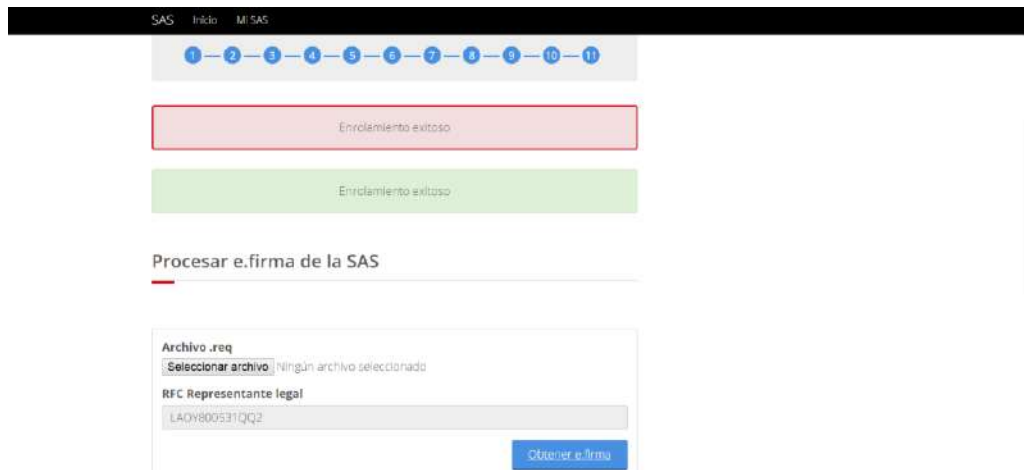 SAS Inicio Mi SAS
1 2 3 4 5 6 7 8 9 10 11
Enrolamiento exitoso
Enrolamiento exitoso
Procesar e.firma de la SAS
Archivo .req
Seleccionar archivo Ningún archivo seleccionado
RFC Representante legal
LAOY800531QQ2
Obtener e.firma